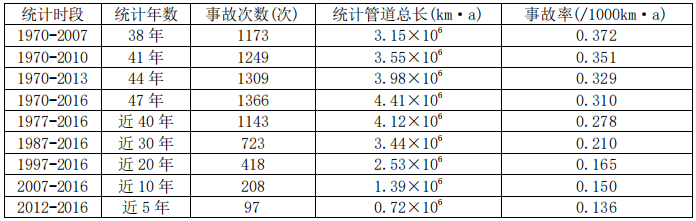 统计时段 统计年数 事故次数(次) 统计管道总长(km·a) 事故率(/1000km·a)
1970-2007 38年 1173 3.15×10⁶ 0.372
1970-2010 41年 1249 3.55×10⁶ 0.351
1970-2013 44年 1309 3.98×10⁶ 0.329
1970-2016 47年 1366 4.41×10⁶ 0.310
1977-2016 近40年 1143 4.12×10⁶ 0.278
1987-2016 近30年 723 3.44×10⁶ 0.210
1997-2016 近20年 418 2.53×10⁶ 0.165
2007-2016 近10年 208 1.39×10⁶ 0.150
2012-2016 近5年 97 0.72×10⁶ 0.136